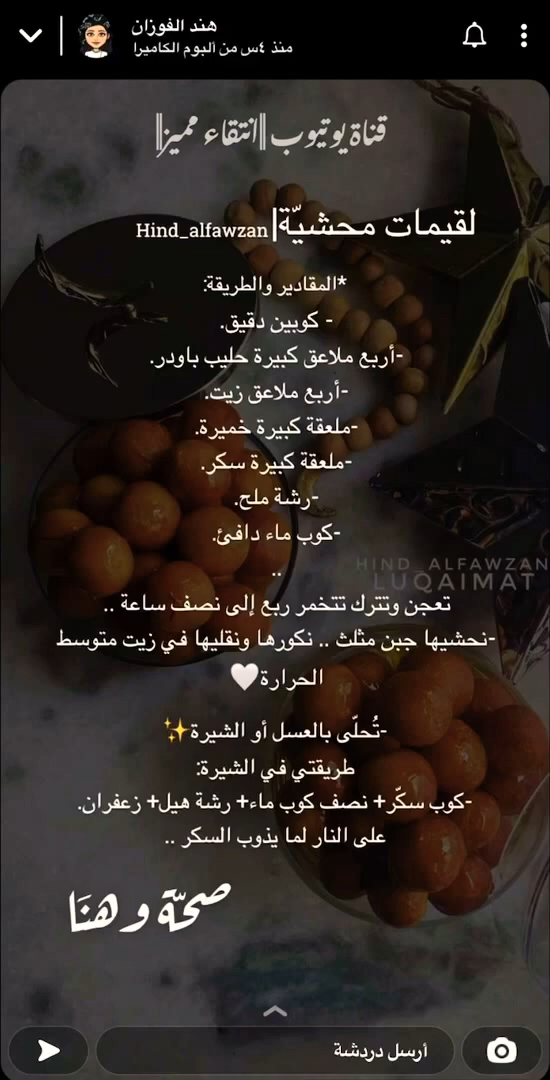 هند الفوزان
منذ ٤س من ألبوم الكاميرا
قناة يوتيوب ||انتقاء مميز||
لقيمات محشيّة|Hind_alfawzan
*المقادير والطريقة:
- كوبين دقيق.
-أربع ملاعق كبيرة حليب باودر.
-أربع ملاعق زيت.
-ملعقة كبيرة خميرة.
-ملعقة كبيرة سكر.
-رشة ملح.
-كوب ماء دافئ.
..
تعجن وتترك تتخمر ربع إلى نصف ساعة ..
-نحشيها جبن مثلث .. نكورها ونقليها في زيت متوسط
الحرارة🤍
-تُحلّى بالعسل أو الشيرة✨
طريقتي في الشيرة:
-كوب سكّر+ نصف كوب ماء+ رشة هيل+ زعفران.
على النار لما يذوب السكر ..
صحّة و هنَا
HIND_ALFAWZAN
LUQAIMAT
أرسل دردشة